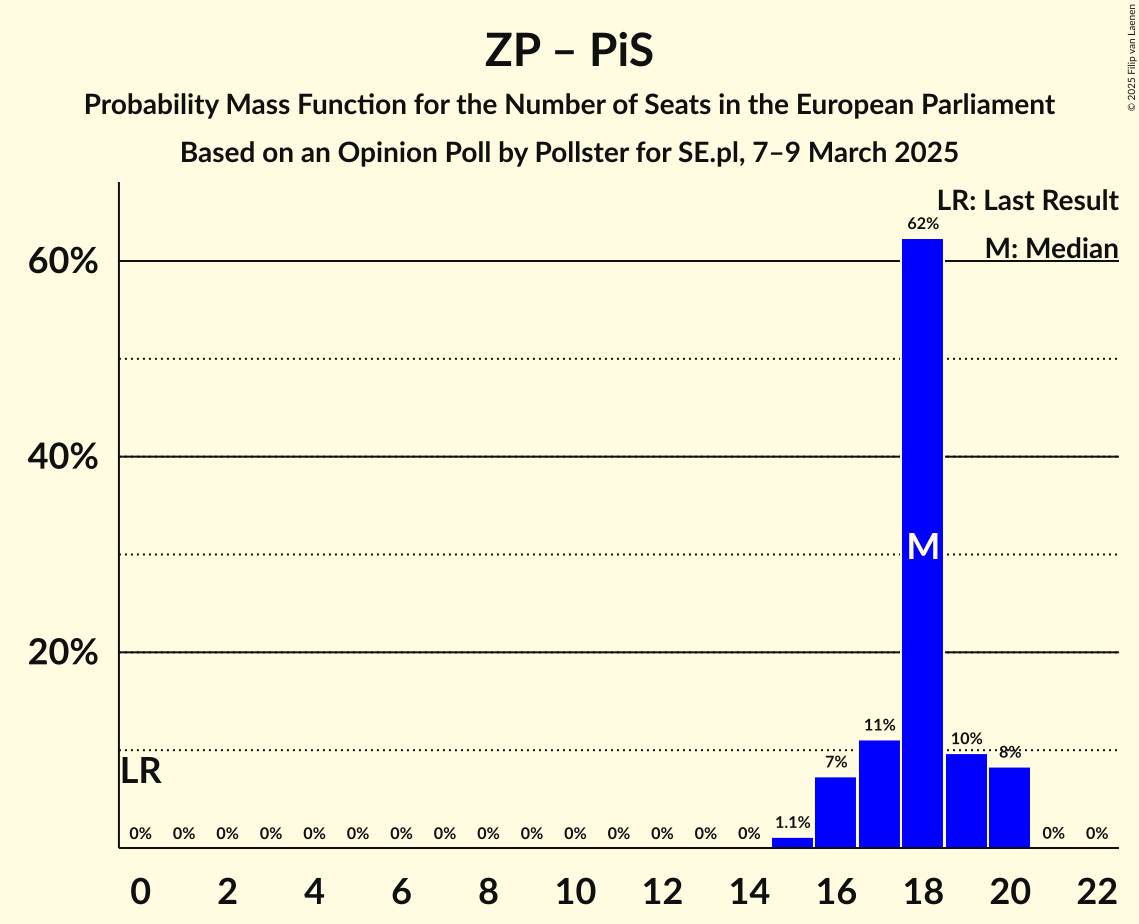 ZP – PiS
Probability Mass Function for the Number of Seats in the European Parliament
Based on an Opinion Poll by Pollster for SE.pl, 7–9 March 2025
© 2025 Filip van Laenen
LR: Last Result
M: Median
60%
40%
20%
62%
M
11%
10%
8%
7%
1.1%
LR
0% 0% 0% 0% 0% 0% 0% 0% 0% 0% 0% 0% 0% 0% 0% 0% 0%
0 2 4 6 8 10 12 14 16 18 20 22